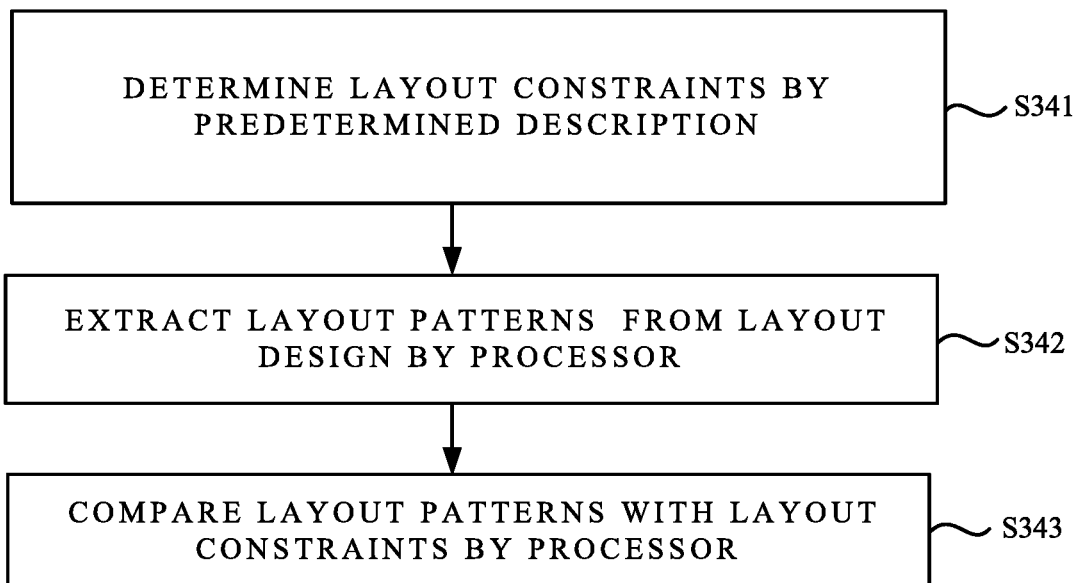 DETERMINE LAYOUT CONSTRAINTS BY
PREDETERMINED DESCRIPTION
S341
EXTRACT LAYOUT PATTERNS FROM LAYOUT
DESIGN BY PROCESSOR
S342
COMPARE LAYOUT PATTERNS WITH LAYOUT
CONSTRAINTS BY PROCESSOR
S343